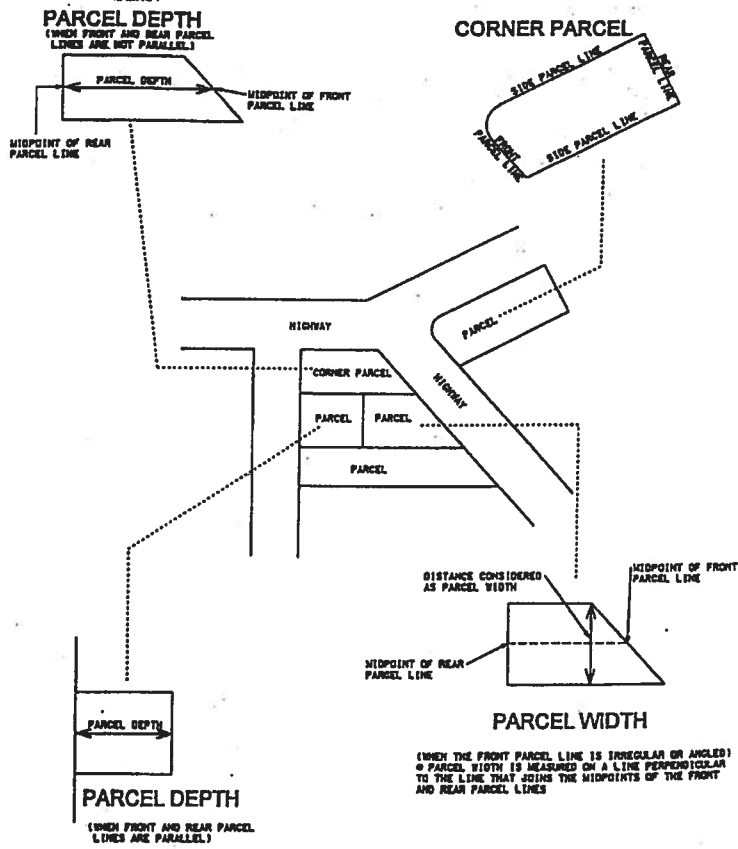 PARCEL DEPTH
(WHEN FRONT AND REAR PARCEL
LINES ARE NOT PARALLEL)
PARCEL DEPTH
MIDPOINT OF FRONT
PARCEL LINE
MIDPOINT OF REAR
PARCEL LINE
CORNER PARCEL
SIDE PARCEL LINE
REAR
PARCEL LINE
FRONT
PARCEL LINE
SIDE PARCEL LINE
HIGHWAY
PARCEL
CORNER PARCEL
HIGHWAY
PARCEL
PARCEL
PARCEL
DISTANCE CONSIDERED
AS PARCEL WIDTH
MIDPOINT OF FRONT
PARCEL LINE
MIDPOINT OF REAR
PARCEL LINE
PARCEL WIDTH
(WHEN THE FRONT PARCEL LINE IS IRREGULAR OR ANGLED)
PARCEL WIDTH IS MEASURED ON A LINE PERPENDICULAR
TO THE LINE THAT JOINS THE MIDPOINTS OF THE FRONT
AND REAR PARCEL LINES
PARCEL DEPTH
PARCEL DEPTH
(WHEN FRONT AND REAR PARCEL
LINES ARE PARALLEL)